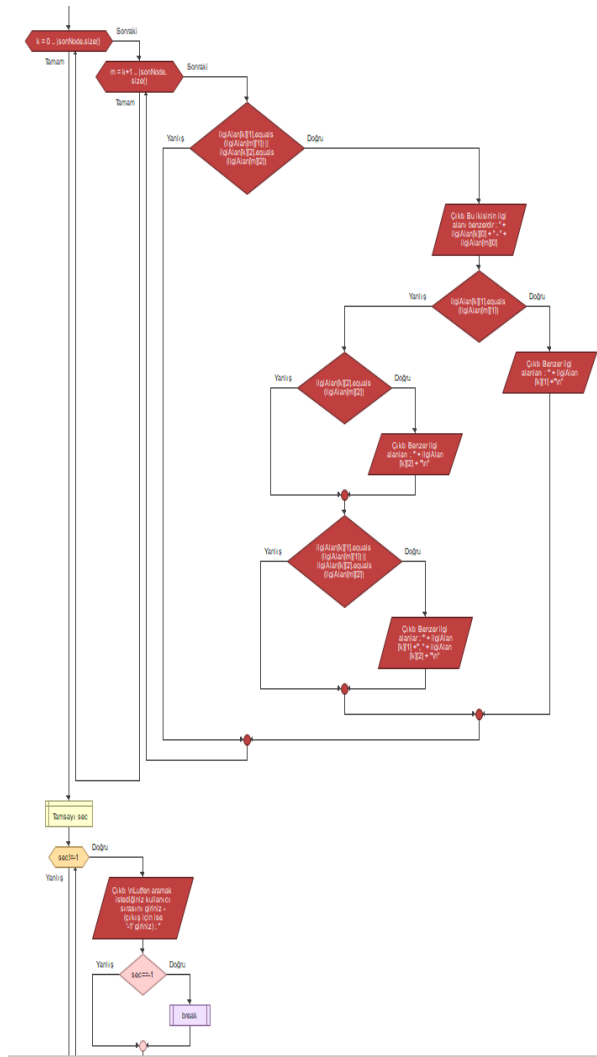 Sonraki
k = 0 .. jsonNode.size()
Tamam
Sonraki
m = k+1 .. jsonNode.
size()
Tamam
ilgiAlan[k][1].equals
(ilgiAlan[m][1]) ||
ilgiAlan[k][2].equals
(ilgiAlan[m][2])
Yanlış
Doğru
Çıktı Bu ikisinin ilgi
alanı benzerdir : " +
ilgiAlan[k][0] + " - " +
ilgiAlan[m][0]
ilgiAlan[k][1].equals
(ilgiAlan[m][1])
Yanlış
Doğru
Çıktı Benzer ilgi
alanları : " + ilgiAlan
[k][1] +"\n"
ilgiAlan[k][2].equals
(ilgiAlan[m][2])
Yanlış
Doğru
Çıktı Benzer ilgi
alanları : " + ilgiAlan
[k][2] + "\n"
ilgiAlan[k][1].equals
(ilgiAlan[m][1]) ||
ilgiAlan[k][2].equals
(ilgiAlan[m][2])
Yanlış
Doğru
Çıktı Benzer ilgi
alanlar : " + ilgiAlan
[k][1] +", " + ilgiAlan
[k][2] + "\n"
Tamsayı sec
sec!=-1
Doğru
Yanlış
Çıktı \nLutfen aramak
istediğiniz kullanıcı
sırasını giriniz -
(çıkış için ise
'-1' giriniz) : "
sec==-1
Yanlış
Doğru
break